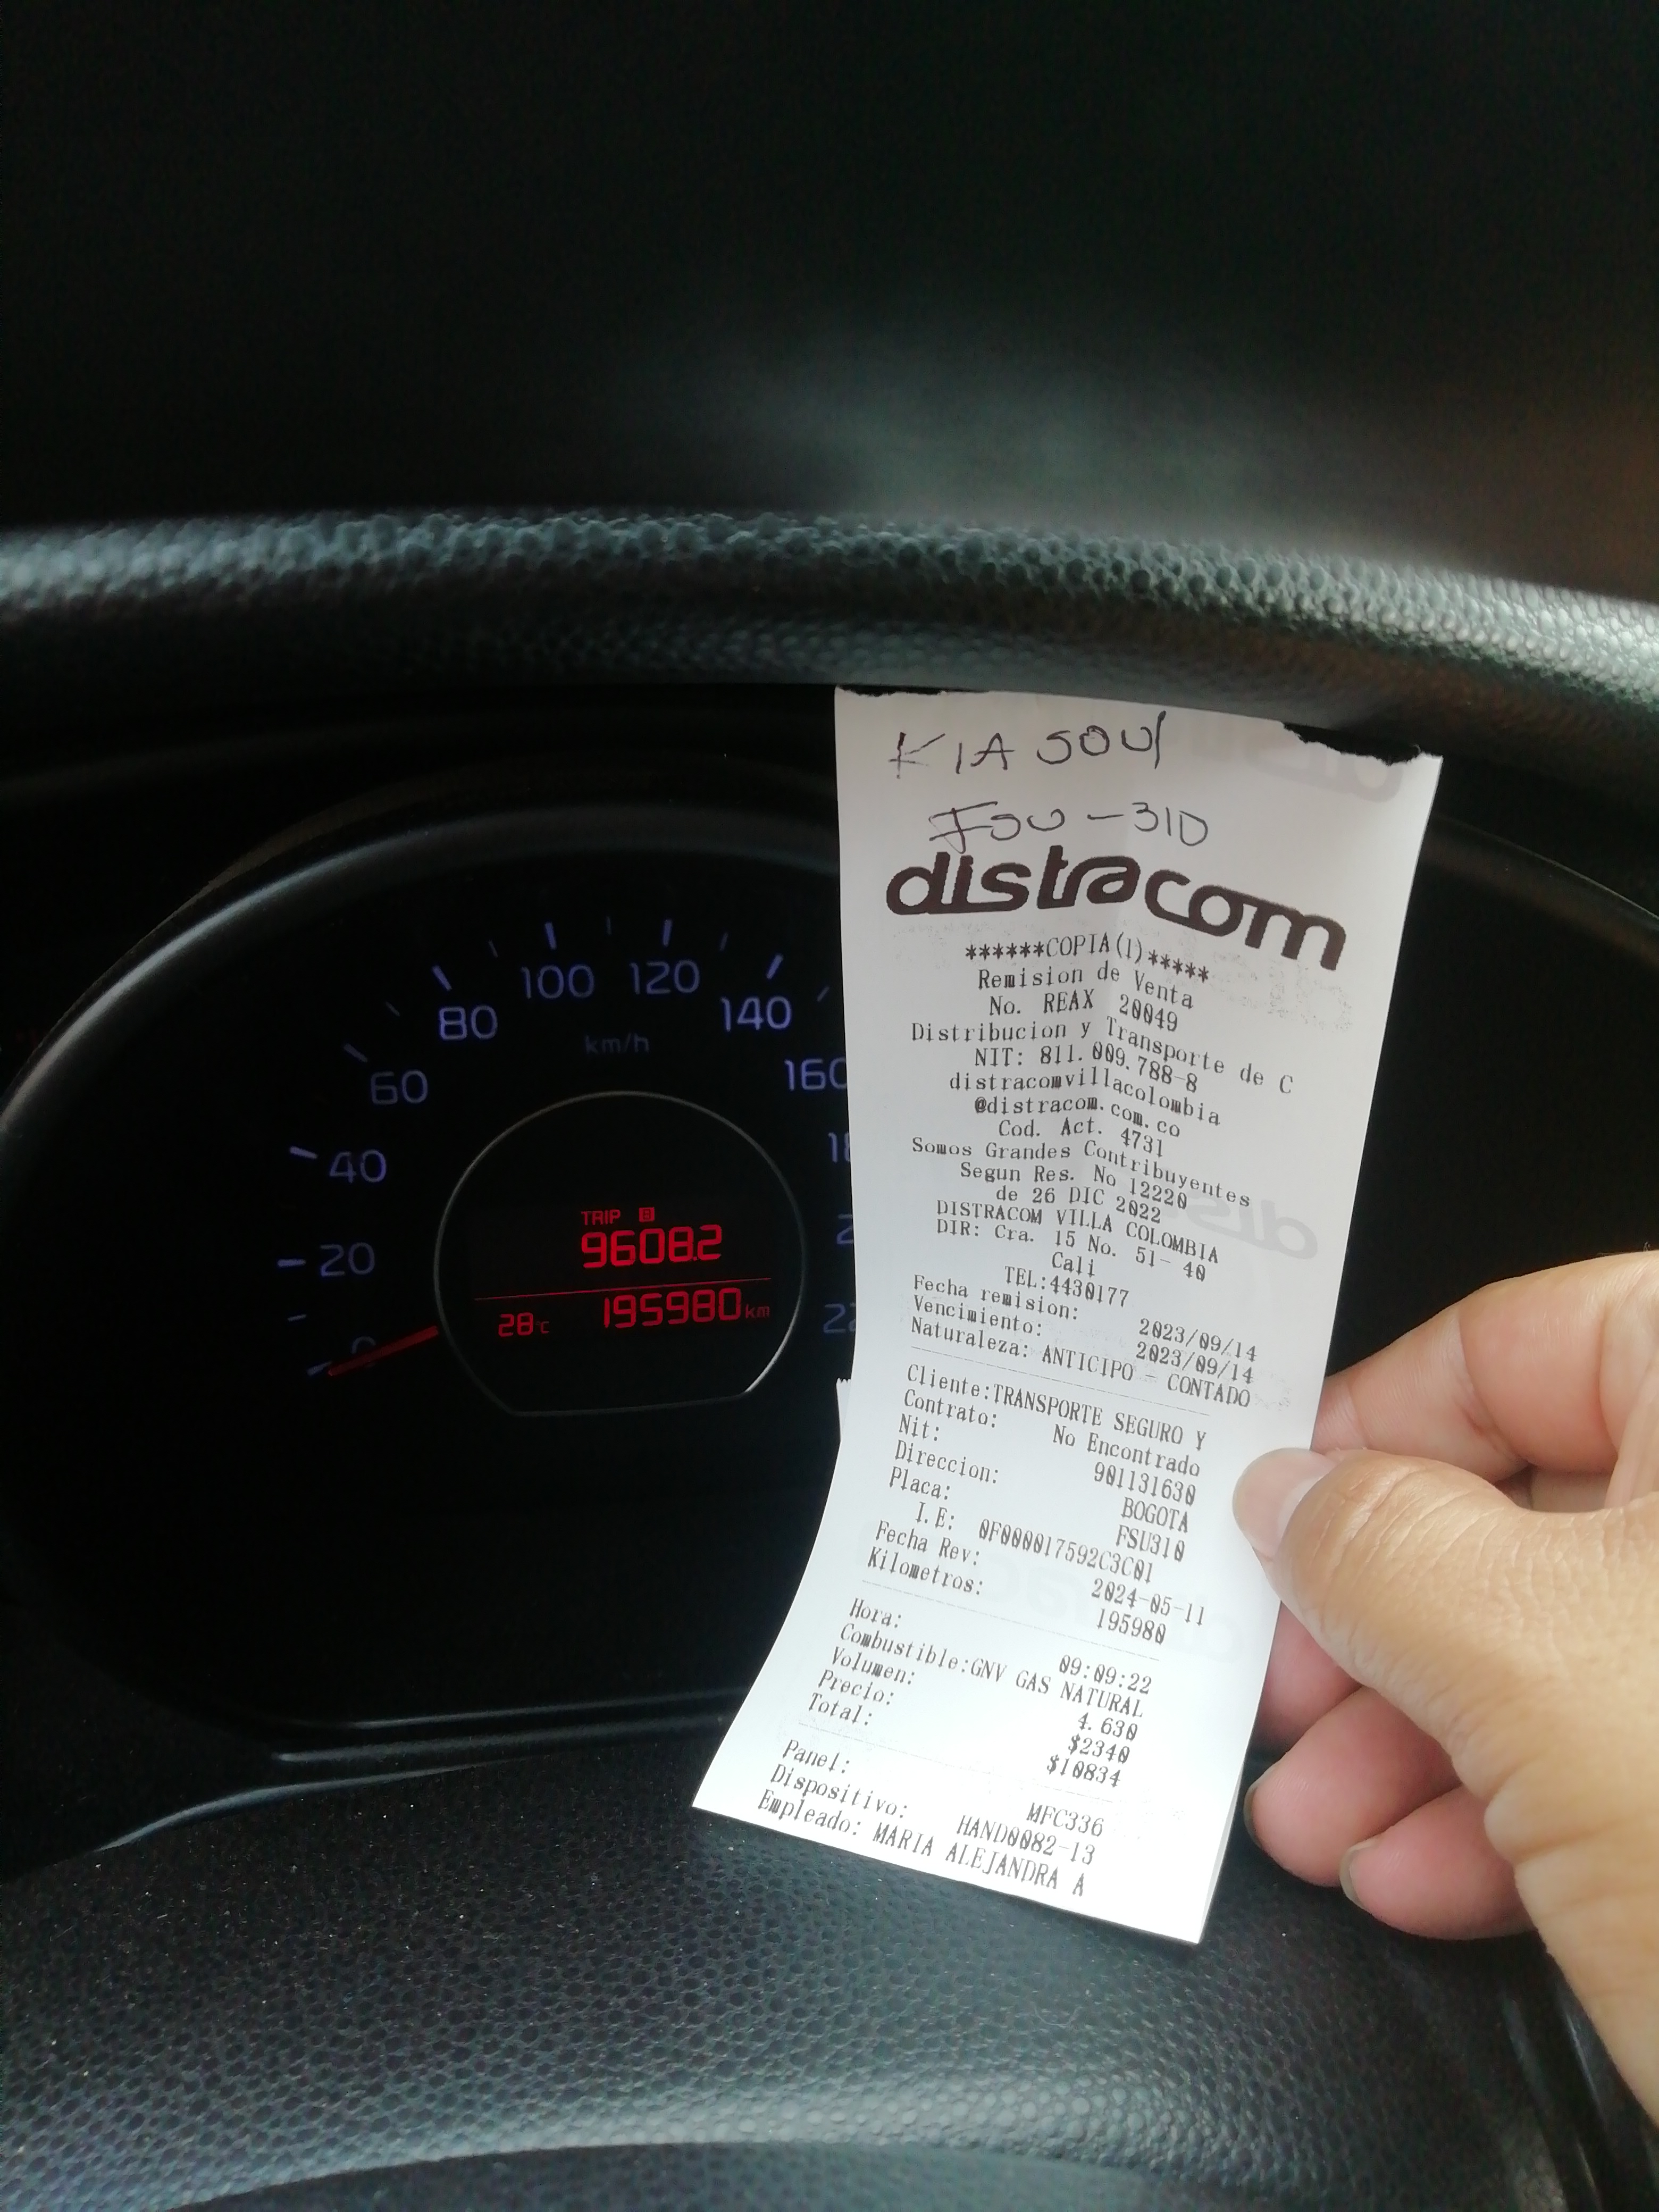 KIA SOUl
FSU-310
distracom
******COPIA(1)*****
Remision de Venta
No. REAX 20049
Distribucion y Transporte de C
NIT: 811.009.788-8
distracomvillacolombia
@distracom.com.co
Cod. Act. 4731
Somos Grandes Contribuyentes
Segun Res. No 12220
de 26 DIC 2022
DISTRACOM VILLA COLOMBIA
DIR: Cra. 15 No. 51- 40
Cali
TEL:4430177
Fecha remision: 2023/09/14
Vencimiento: 2023/09/14
Naturaleza: ANTICIPO - CONTADO
Cliente:TRANSPORTE SEGURO Y
Contrato: No Encontrado
Nit: 901131630
Direccion: BOGOTA
Placa: FSU310
I.E: 0F000017592C3C01
Fecha Rev: 2024-05-11
Kilometros: 195980
Hora: 09:09:22
Combustible:GNV GAS NATURAL
Volumen: 4.630
Precio: $2340
Total: $10834
Panel: MFC336
Dispositivo: HAND0082-13
Empleado: MARIA ALEJANDRA A
0
20
40
60
80
100
120
140
160
km/h
TRIP B
9608.2
28°C 195980 km